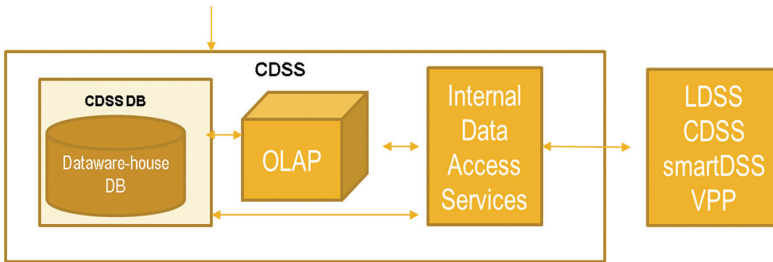 CDSS
CDSS DB
Dataware-house
DB
OLAP
Internal
Data
Access
Services
LDSS
CDSS
smartDSS
VPP